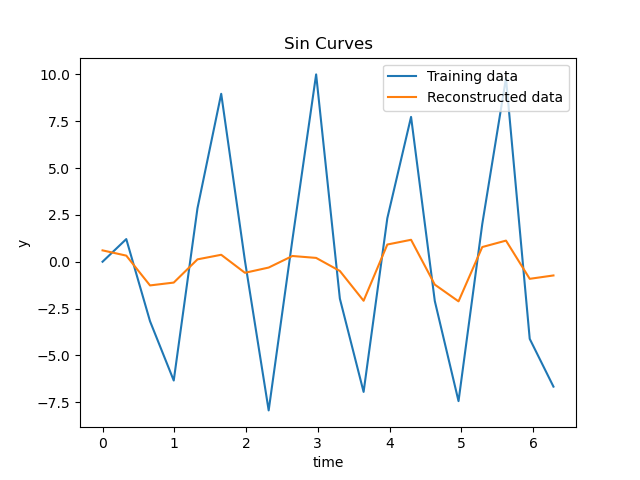 Sin Curves
Training data
Reconstructed data
10.0
7.5
5.0
2.5
0.0
−2.5
−5.0
−7.5
y
0 1 2 3 4 5 6
time